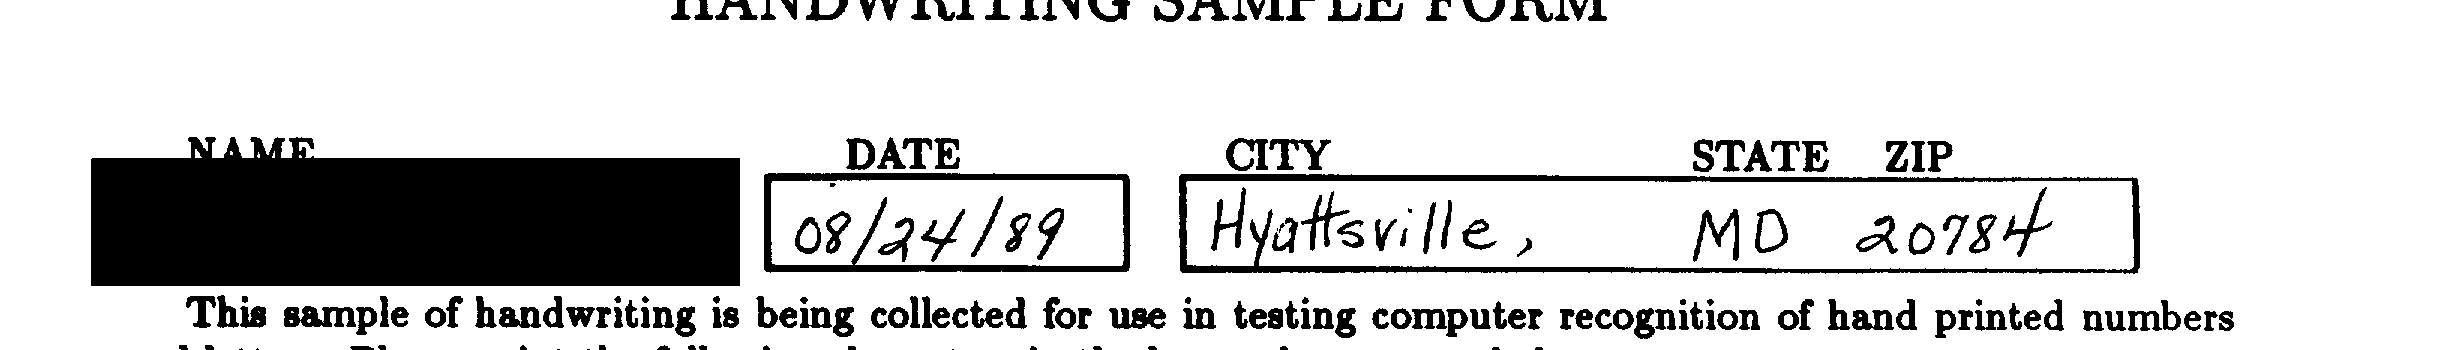 HANDWRITING SAMPLE FORM
NAME DATE CITY STATE ZIP
08/24/89 Hyattsville, MD 20784
This sample of handwriting is being collected for use in testing computer recognition of hand printed numbers